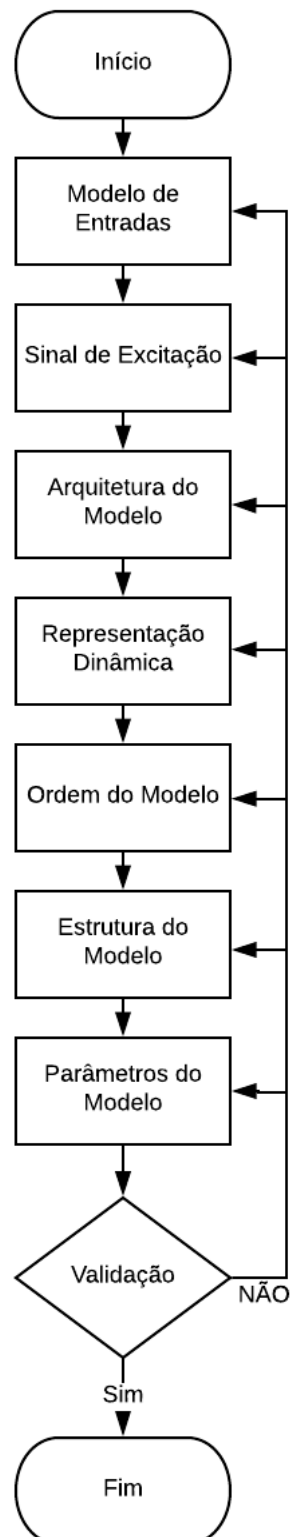 Início
Modelo de
Entradas
Sinal de Excitação
Arquitetura do
Modelo
Representação
Dinâmica
Ordem do Modelo
Estrutura do
Modelo
Parâmetros do
Modelo
Validação
NÃO
Sim
Fim